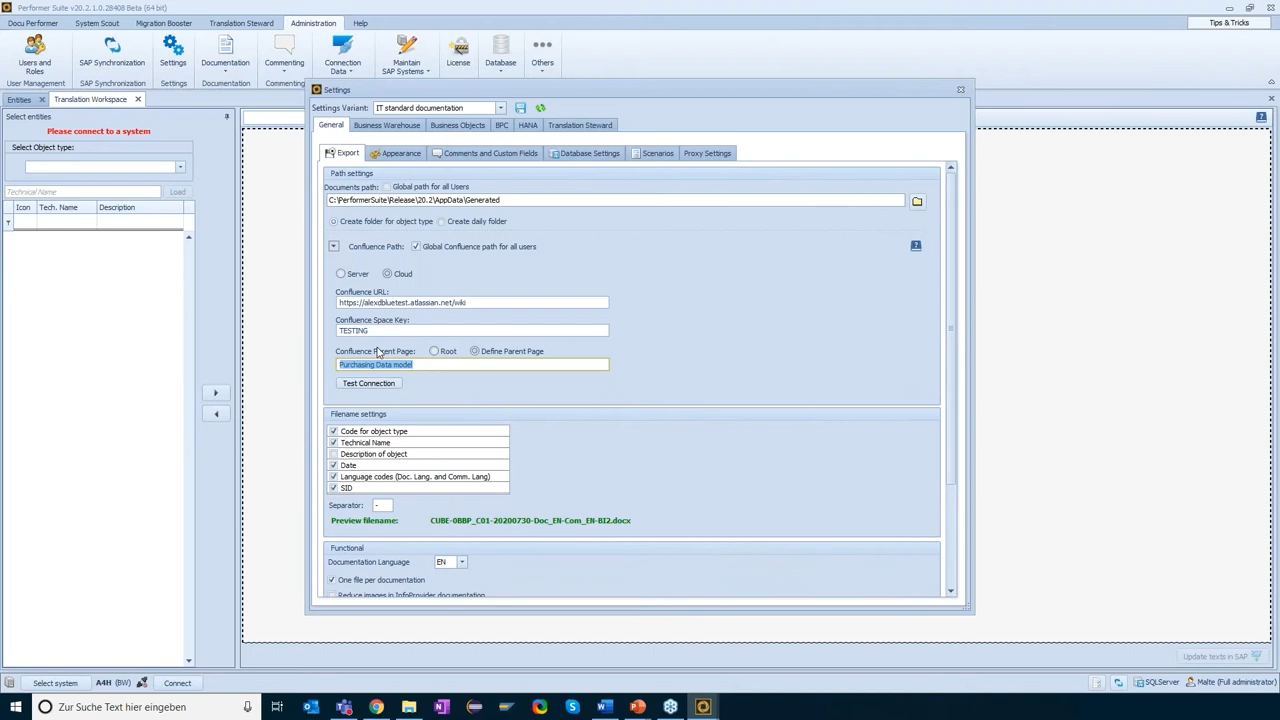 Performer Suite v20.2.1.0.28408 Beta (64 bit)
Docu Performer System Scout Migration Booster Translation Steward Administration Help Tips & Tricks
Users and Roles
SAP Synchronization
Settings
Documentation
Commenting
Connection Data
Maintain SAP Systems
License
Database
Others
User Management SAP Synchronization Settings Documentation Commenting
Entities Translation Workspace
Select entities
Please connect to a system
Select Object type:
Technical Name Load
Icon Tech. Name Description
Settings
Settings Variant: IT standard documentation
General Business Warehouse Business Objects BPC HANA Translation Steward
Export Appearance Comments and Custom Fields Database Settings Scenarios Proxy Settings
Path settings
Documents path: Global path for all Users
C:\PerformerSuite\Release\20.2\AppData\Generated
Create folder for object type Create daily folder
Confluence Path: Global Confluence path for all users
Server Cloud
Confluence URL:
https://alexdbluetest.atlassian.net/wiki
Confluence Space Key:
TESTING
Confluence Parent Page: Root Define Parent Page
Purchasing Data model
Test Connection
Filename settings
Code for object type
Technical Name
Description of object
Date
Language codes (Doc. Lang. and Comm. Lang)
SID
Separator: -
Preview filename: CUBE-0BBP_C01-20200730-Doc_EN-Com_EN-BI2.docx
Functional
Documentation Language EN
One file per documentation
Reduce images in InfoProvider documentation
Update texts in SAP
Select system A4H (BW) Connect SQLServer Malte (Full administrator)
Zur Suche Text hier eingeben